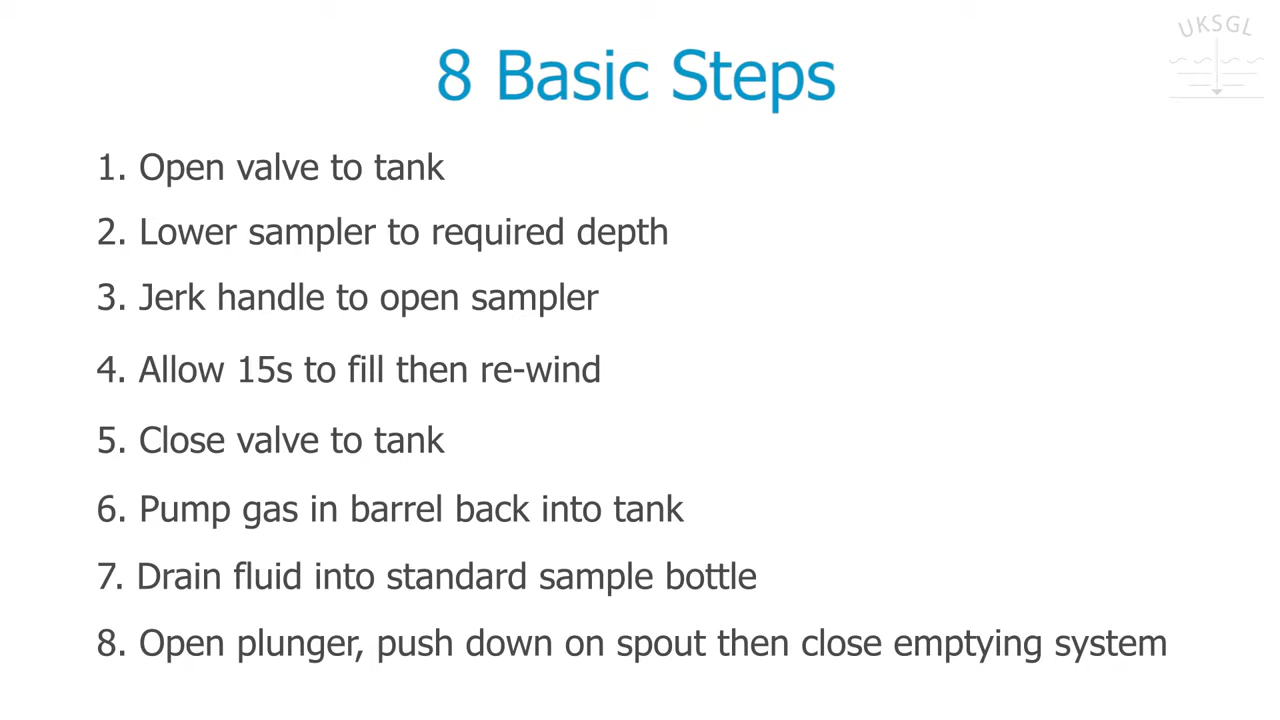 UKSGL
8 Basic Steps
1. Open valve to tank
2. Lower sampler to required depth
3. Jerk handle to open sampler
4. Allow 15s to fill then re-wind
5. Close valve to tank
6. Pump gas in barrel back into tank
7. Drain fluid into standard sample bottle
8. Open plunger, push down on spout then close emptying system